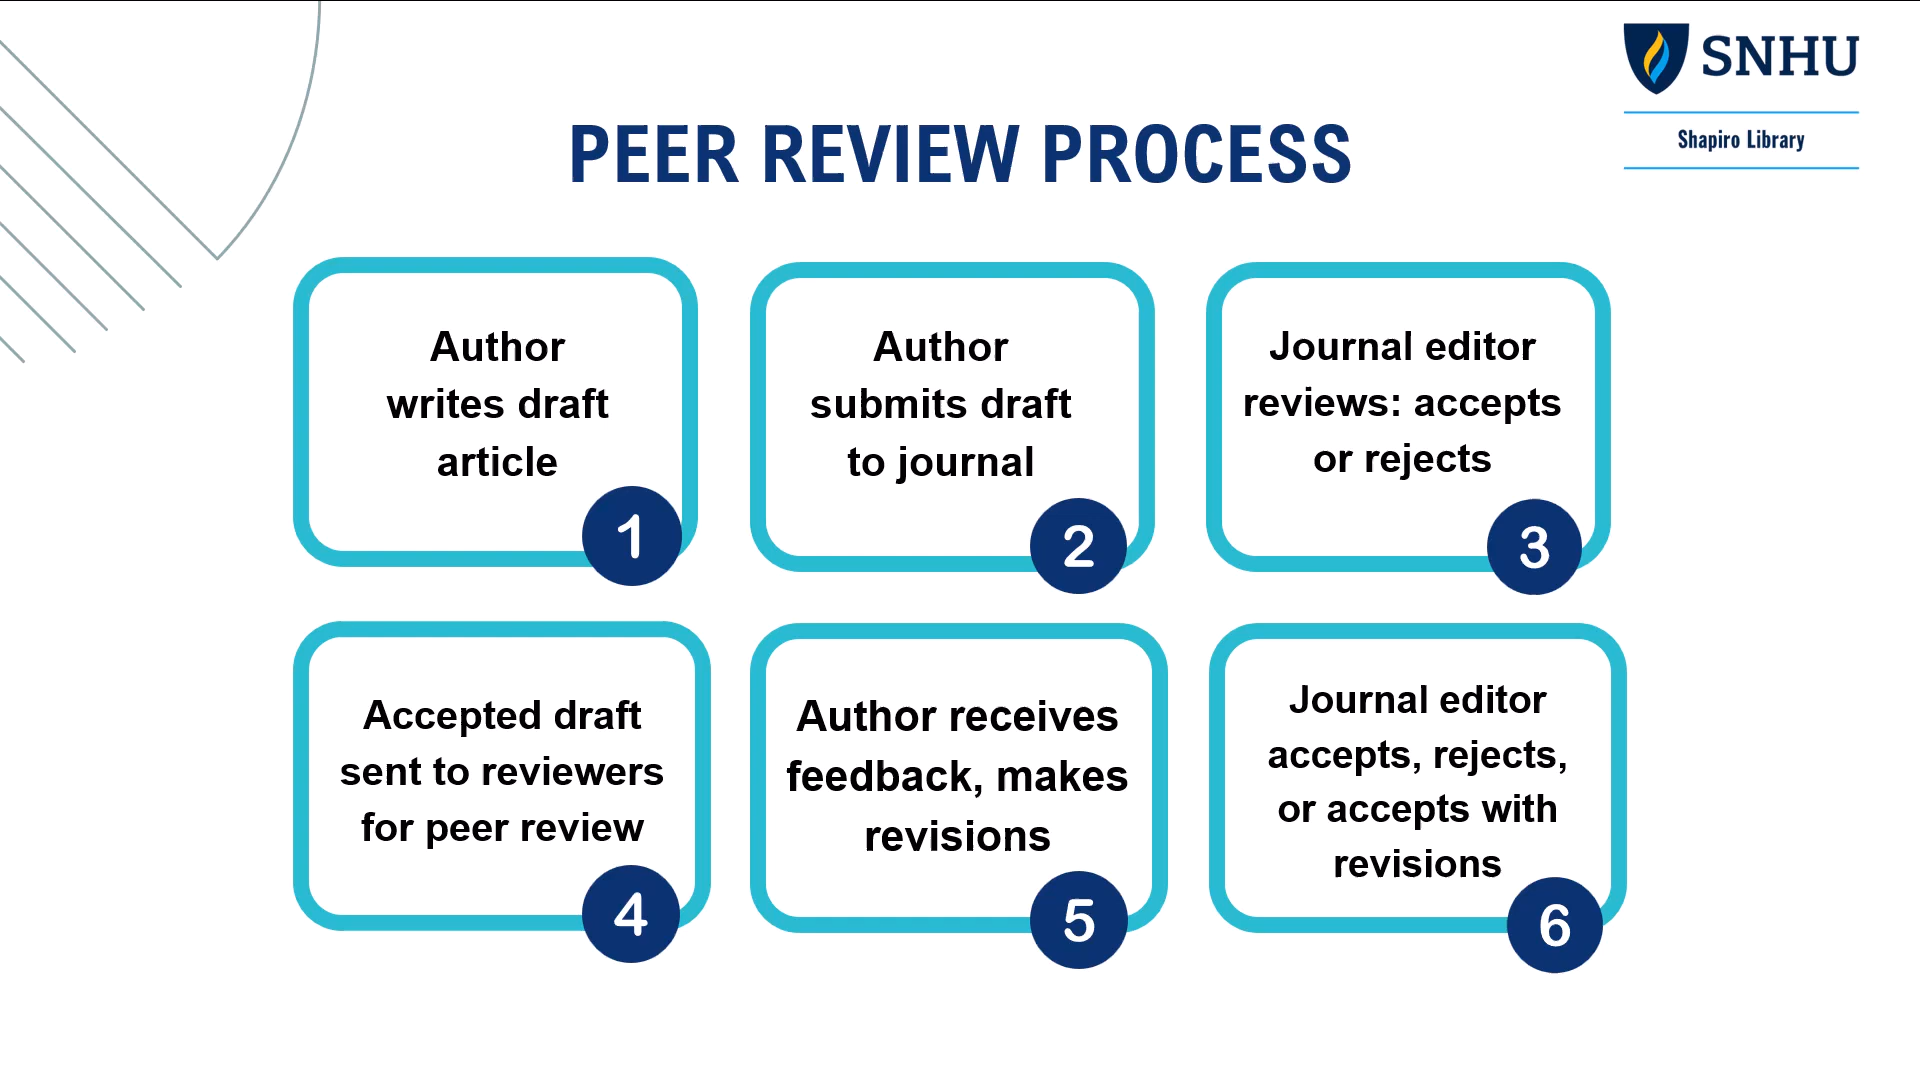 SNHU
Shapiro Library
PEER REVIEW PROCESS
Author
writes draft
article
1
Author
submits draft
to journal
2
Journal editor
reviews: accepts
or rejects
3
Accepted draft
sent to reviewers
for peer review
4
Author receives
feedback, makes
revisions
5
Journal editor
accepts, rejects,
or accepts with
revisions
6